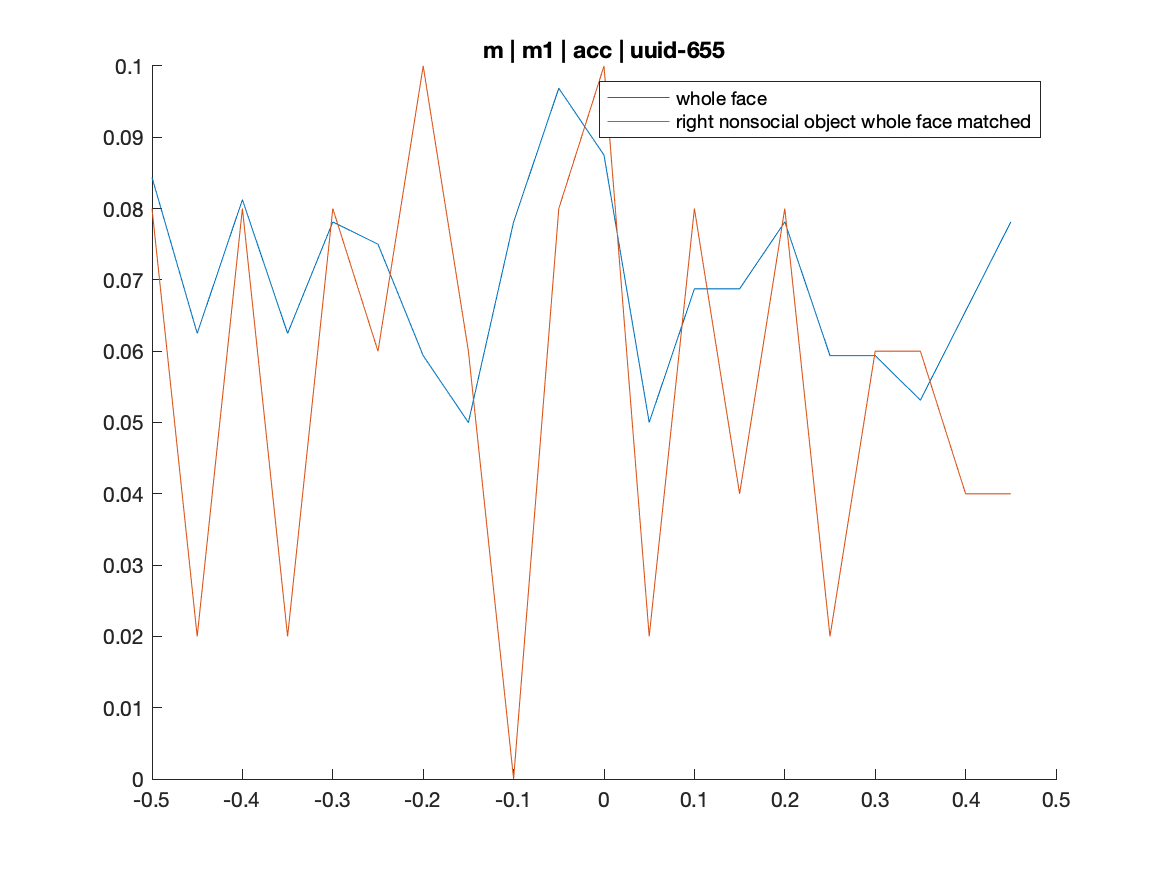 m | m1 | acc | uuid-655
whole face
right nonsocial object whole face matched
0.1
0.09
0.08
0.07
0.06
0.05
0.04
0.03
0.02
0.01
0
-0.5 -0.4 -0.3 -0.2 -0.1 0 0.1 0.2 0.3 0.4 0.5